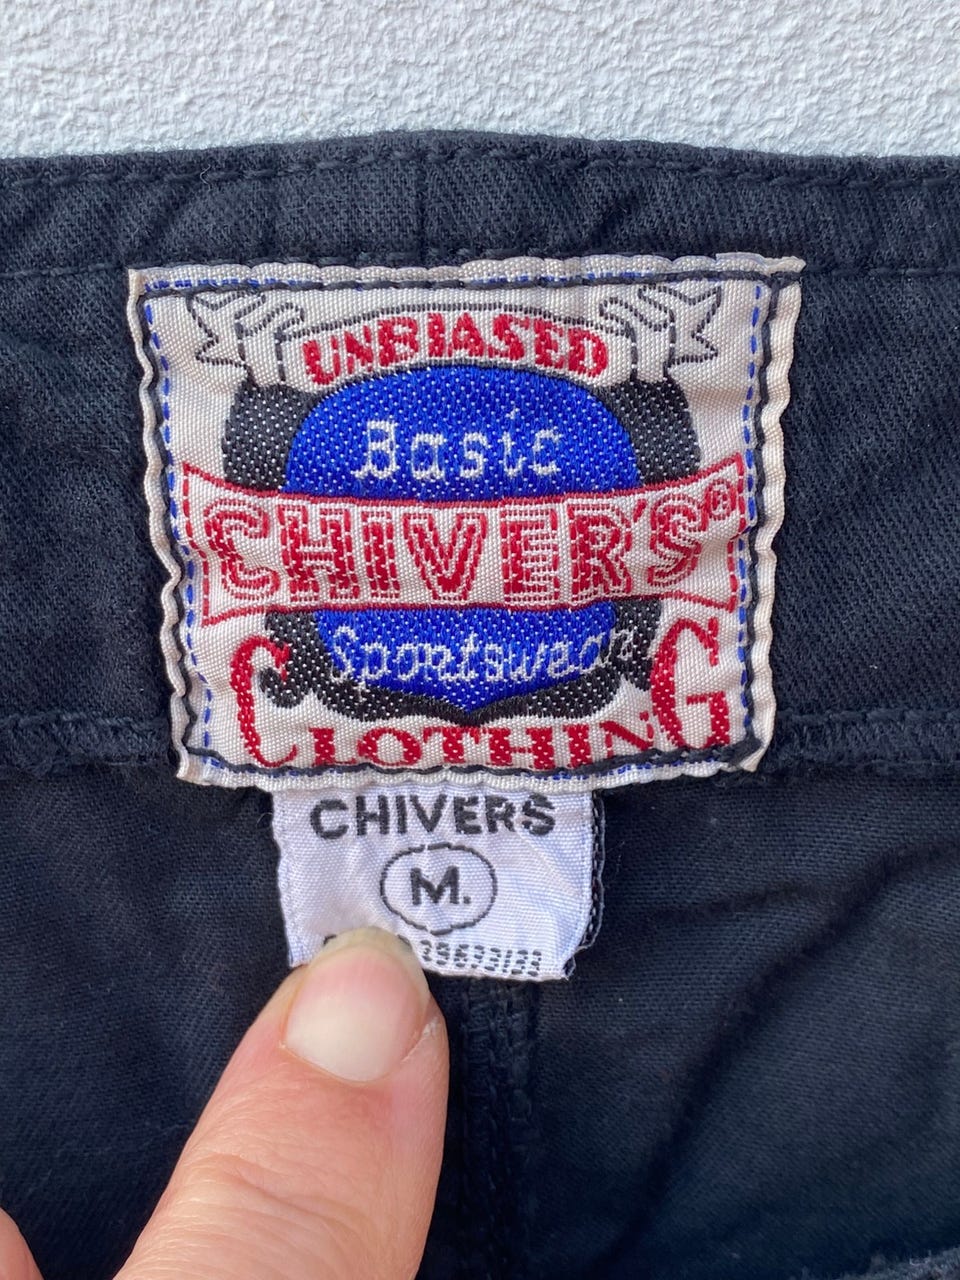 UNBIASED
Basic
CHIVER'S®
Sportswear
CLOTHING
CHIVERS
M.